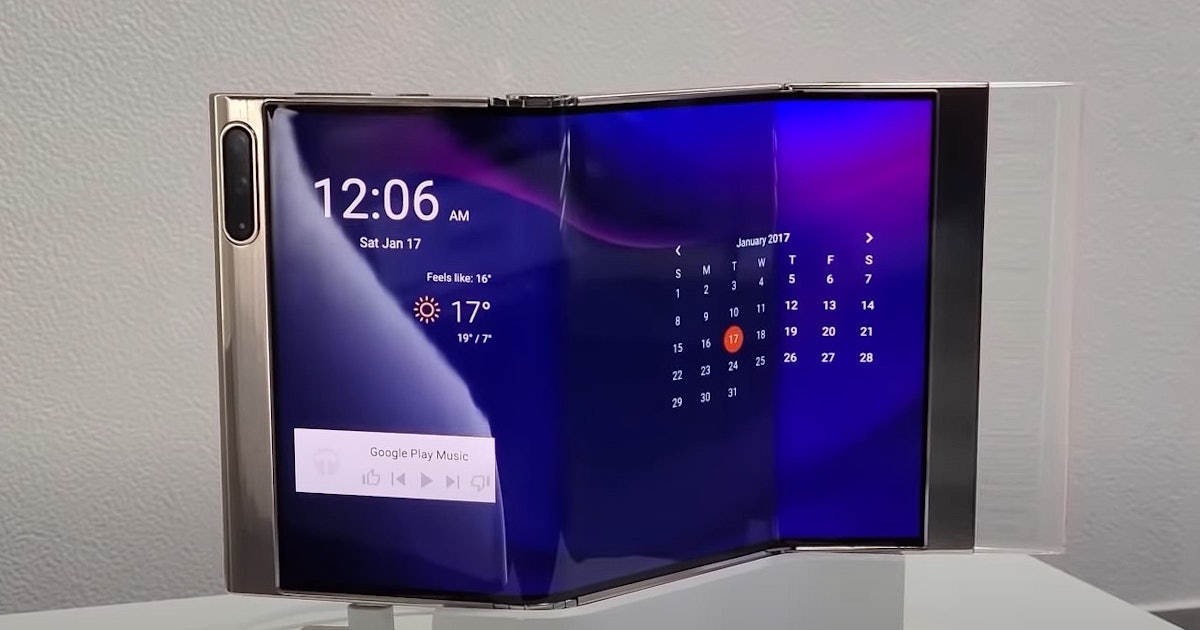 12:06 AM
Sat Jan 17
Feels like: 16°
17°
19° / 7°
Google Play Music
January 2017
S M T W T F S
1 2 3 4 5 6 7
8 9 10 11 12 13 14
15 16 17 18 19 20 21
22 23 24 25 26 27 28
29 30 31